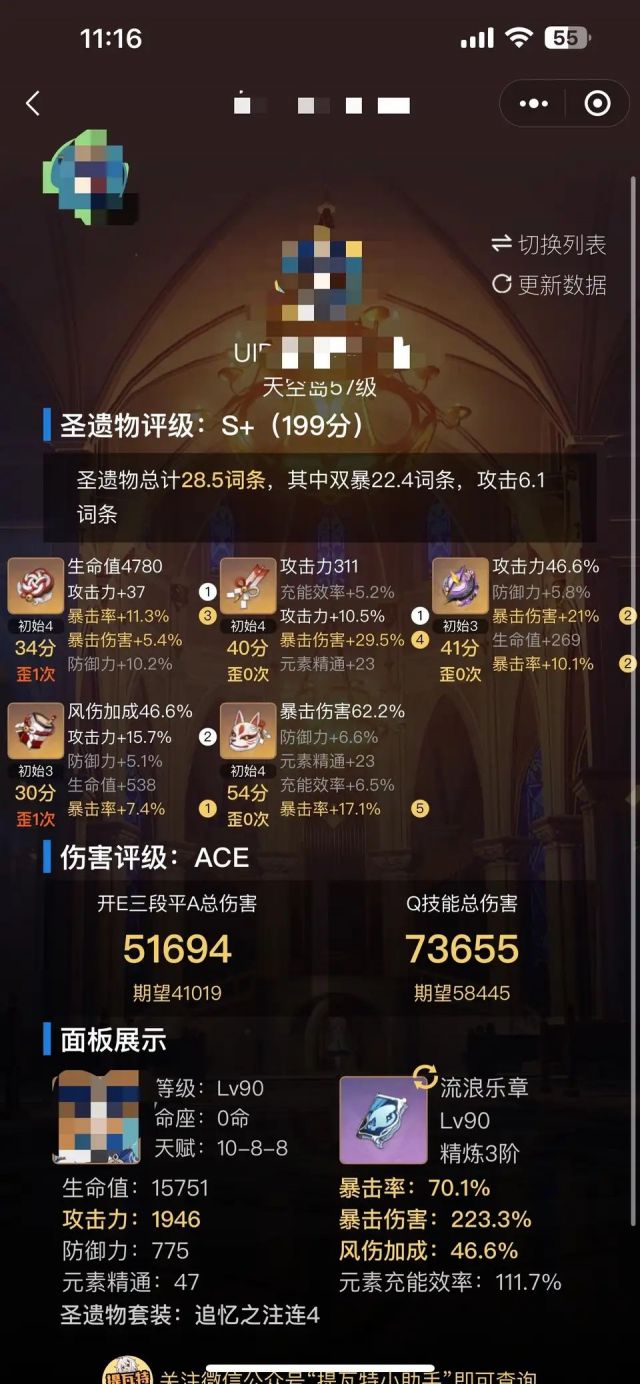 11:16
55
切换列表
更新数据
天空岛57级
圣遗物评级：S+（199分）
圣遗物总计28.5词条，其中双暴22.4词条，攻击6.1
词条
生命值4780
攻击力+37 1
暴击率+11.3% 3
暴击伤害+5.4%
防御力+10.2%
初始4
34分
歪1次
攻击力311
充能效率+5.2%
攻击力+10.5% 1
暴击伤害+29.5% 4
元素精通+23
初始4
40分
歪0次
攻击力46.6%
防御力+5.8%
暴击伤害+21% 2
生命值+269
暴击率+10.1% 2
初始3
41分
歪0次
风伤加成46.6%
攻击力+15.7% 2
防御力+5.1%
生命值+538
暴击率+7.4% 1
初始3
30分
歪1次
暴击伤害62.2%
防御力+6.6%
元素精通+23
充能效率+6.5%
暴击率+17.1% 5
初始4
54分
歪0次
伤害评级：ACE
开E三段平A总伤害
51694
期望41019
Q技能总伤害
73655
期望58445
面板展示
等级：Lv90
命座：0命
天赋：10-8-8
流浪乐章
Lv90
精炼3阶
生命值：15751
暴击率：70.1%
攻击力：1946
暴击伤害：223.3%
防御力：775
风伤加成：46.6%
元素精通：47
元素充能效率：111.7%
圣遗物套装：追忆之注连4
提瓦特
关注微信公众号“提瓦特小助手”即可查询